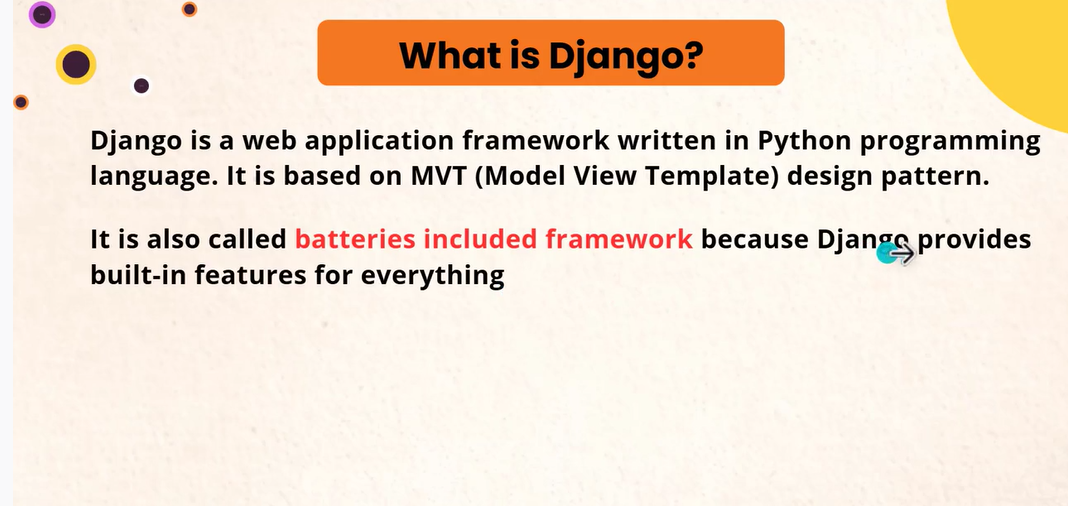 What is Django?
Django is a web application framework written in Python programming
language. It is based on MVT (Model View Template) design pattern.
It is also called batteries included framework because Django provides
built-in features for everything